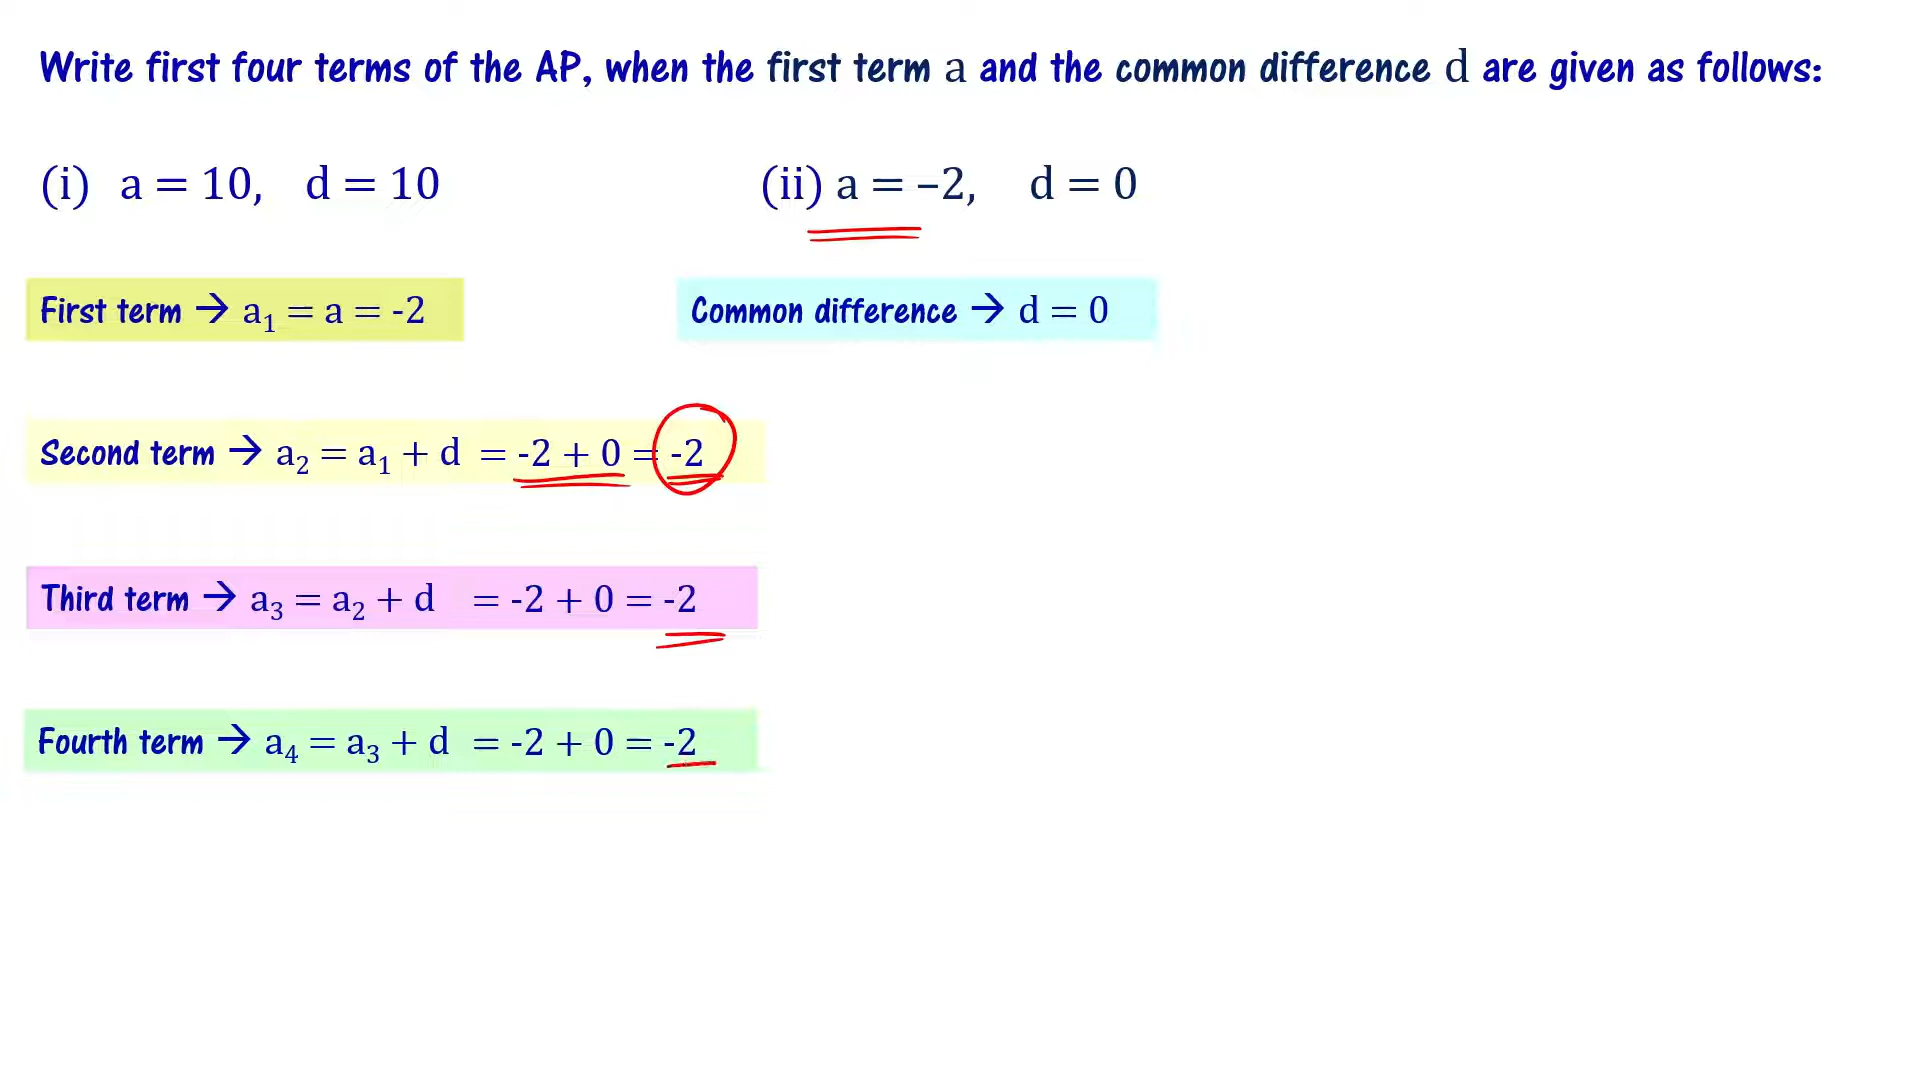 Write first four terms of the AP, when the first term a and the common difference d are given as follows:
(i) a = 10, d = 10
(ii) a = –2, d = 0
First term → a₁ = a = -2
Common difference → d = 0
Second term → a₂ = a₁ + d = -2 + 0 = -2
Third term → a₃ = a₂ + d = -2 + 0 = -2
Fourth term → a₄ = a₃ + d = -2 + 0 = -2